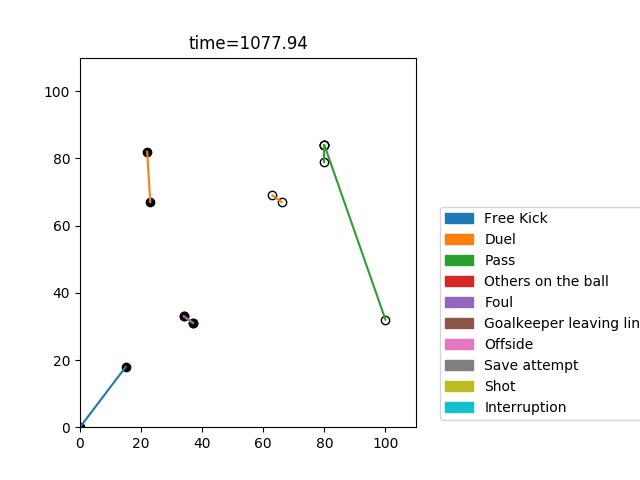 time=1077.94
100
80
60
40
20
0
0 20 40 60 80 100
Free Kick
Duel
Pass
Others on the ball
Foul
Goalkeeper leaving lin
Offside
Save attempt
Shot
Interruption